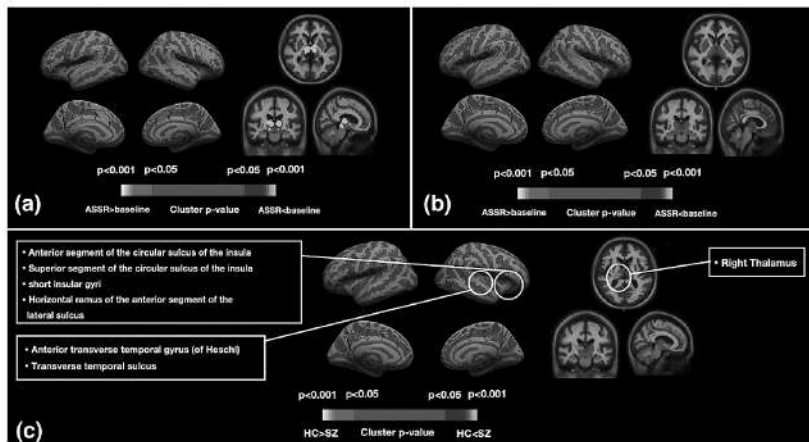 p<0.001 p<0.05 p<0.05 p<0.001
(a)
ASSR>baseline Cluster p-value ASSR<baseline
p<0.001 p<0.05 p<0.05 p<0.001
(b)
ASSR>baseline Cluster p-value ASSR<baseline
• Anterior segment of the circular sulcus of the insula
• Superior segment of the circular sulcus of the insula
• short insular gyri
• Horizontal ramus of the anterior segment of the
lateral sulcus
• Right Thalamus
• Anterior transverse temporal gyrus (of Heschl)
• Transverse temporal sulcus
p<0.001 p<0.05 p<0.05 p<0.001
(c)
HC>SZ Cluster p-value HC<SZ